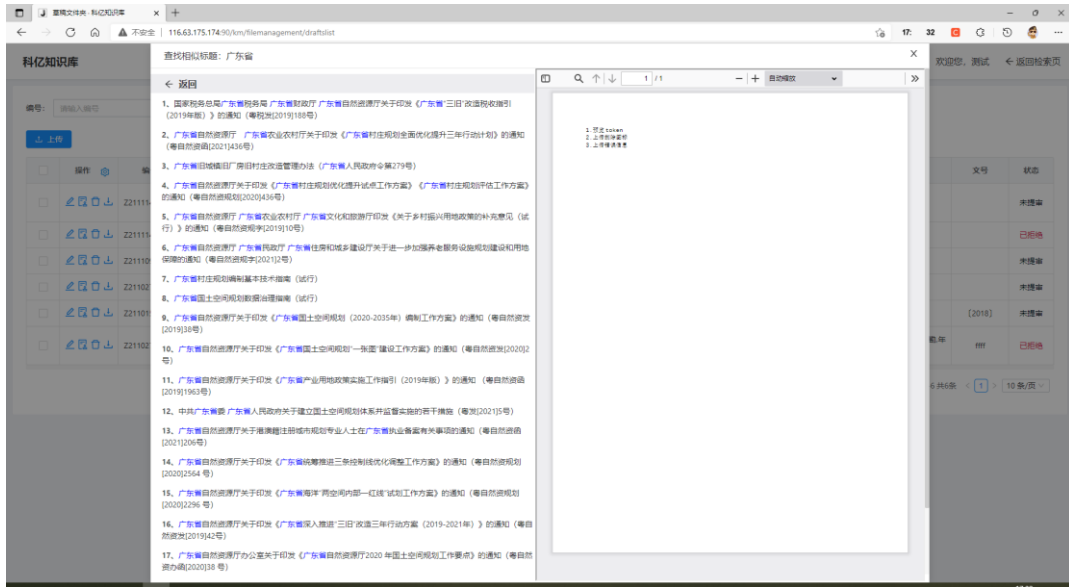 草稿文件夹 - 科亿知识库
不安全 | 116.63.175.174:90/km/filemanagement/draftslist
17: 32
科亿知识库
欢迎您，测试 ← 返回检索页
编号： 请输入编号
上传
操作
文号 状态
Z21111 未提审
Z21111 已拒绝
Z21110 未提审
Z21102 未提审
Z21101 [2018] 未提审
Z21102 ffff 已拒绝
共6条 < 1 > 10 条/页
查找相似标题：广东省 X
← 返回
1、国家税务总局广东省税务局 广东省财政厅 广东省自然资源厅关于印发《广东省“三旧”改造税收指引
（2019年版）》的通知（粤税发[2019]188号）
2、广东省自然资源厅 广东省农业农村厅关于印发《广东省村庄规划全面优化提升三年行动计划》的通知
（粤自然资函[2021]436号）
3、广东省旧城镇旧厂房旧村庄改造管理办法（广东省人民政府令第279号）
4、广东省自然资源厅关于印发《广东省村庄规划优化提升试点工作方案》《广东省村庄规划评估工作方案》
的通知（粤自然资规划[2020]436号）
5、广东省自然资源厅 广东省农业农村厅 广东省文化和旅游厅印发《关于乡村振兴用地政策的补充意见（试
行）》的通知（粤自然资规字[2019]10号）
6、广东省自然资源厅 广东省民政厅 广东省住房和城乡建设厅关于进一步加强养老服务设施规划建设和用地
保障的通知（粤自然资规字[2021]2号）
7、广东省村庄规划编制基本技术指南（试行）
8、广东省国土空间规划数据治理指南（试行）
9、广东省自然资源厅关于印发《广东省国土空间规划（2020-2035年）编制工作方案》的通知（粤自然资发
[2019]38号）
10、广东省自然资源厅关于印发《广东省国土空间规划“一张图”建设工作方案》的通知（粤自然资发[2020]2
号）
11、广东省自然资源厅关于印发《广东省产业用地政策实施工作指引（2019年版）》的通知 （粤自然资函
[2019]1963号）
12、中共广东省委 广东省人民政府关于建立国土空间规划体系并监督实施的若干措施（粤发[2021]5号）
13、广东省自然资源厅关于港澳籍注册城市规划专业人士在广东省执业备案有关事项的通知（粤自然资函
[2021]206号）
14、广东省自然资源厅关于印发《广东省统筹推进三条控制线优化调整工作方案》的通知（粤自然资规划
[2020]2564 号）
15、广东省自然资源厅关于印发《广东省海洋“两空间内部一红线”试划工作方案》的通知（粤自然资规划
[2020]2296 号）
16、广东省自然资源厅关于印发《广东省深入推进“三旧”改造三年行动方案（2019-2021年）》的通知（粤自
然资发[2019]42号）
17、广东省自然资源厅办公室关于印发《广东省自然资源厅2020 年国土空间规划工作要点》的通知（粤自然
资办函[2020]38 号）
1 / 1 自动缩放
1.预览token
2.上传删除图标
3.上传错误信息